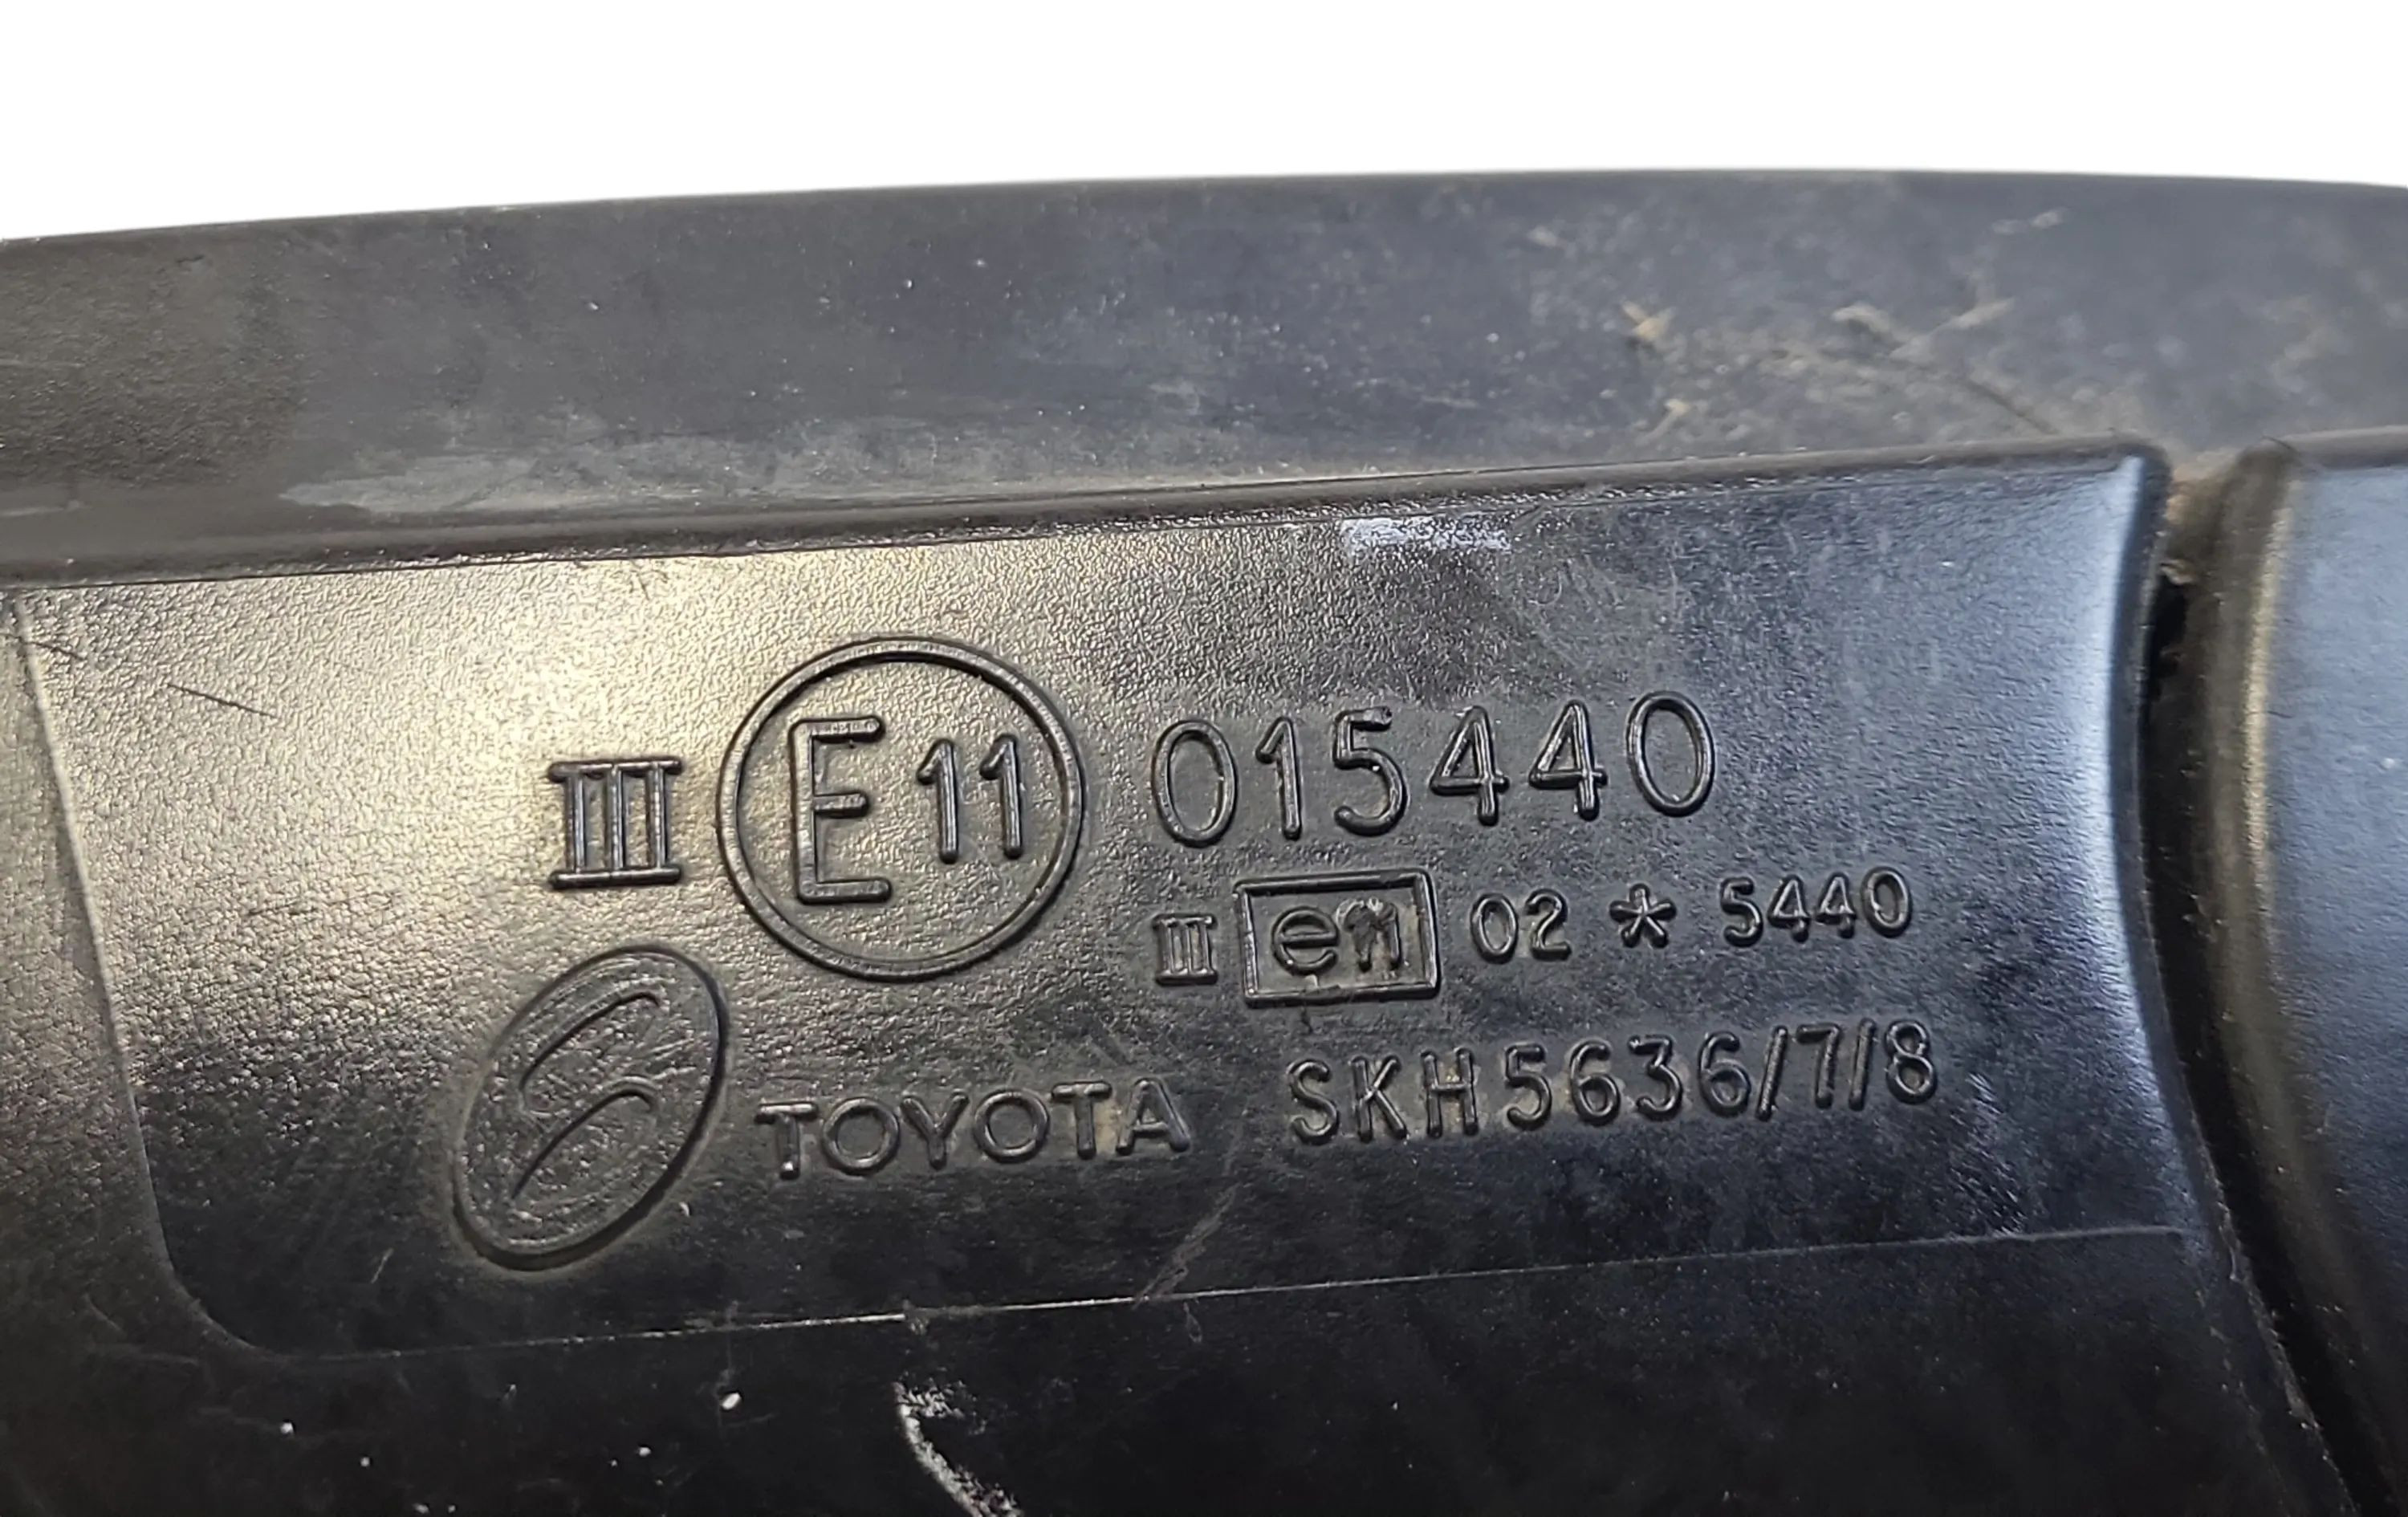 III E11 015440
III e11 02 * 5440
TOYOTA SKH5636/7/8